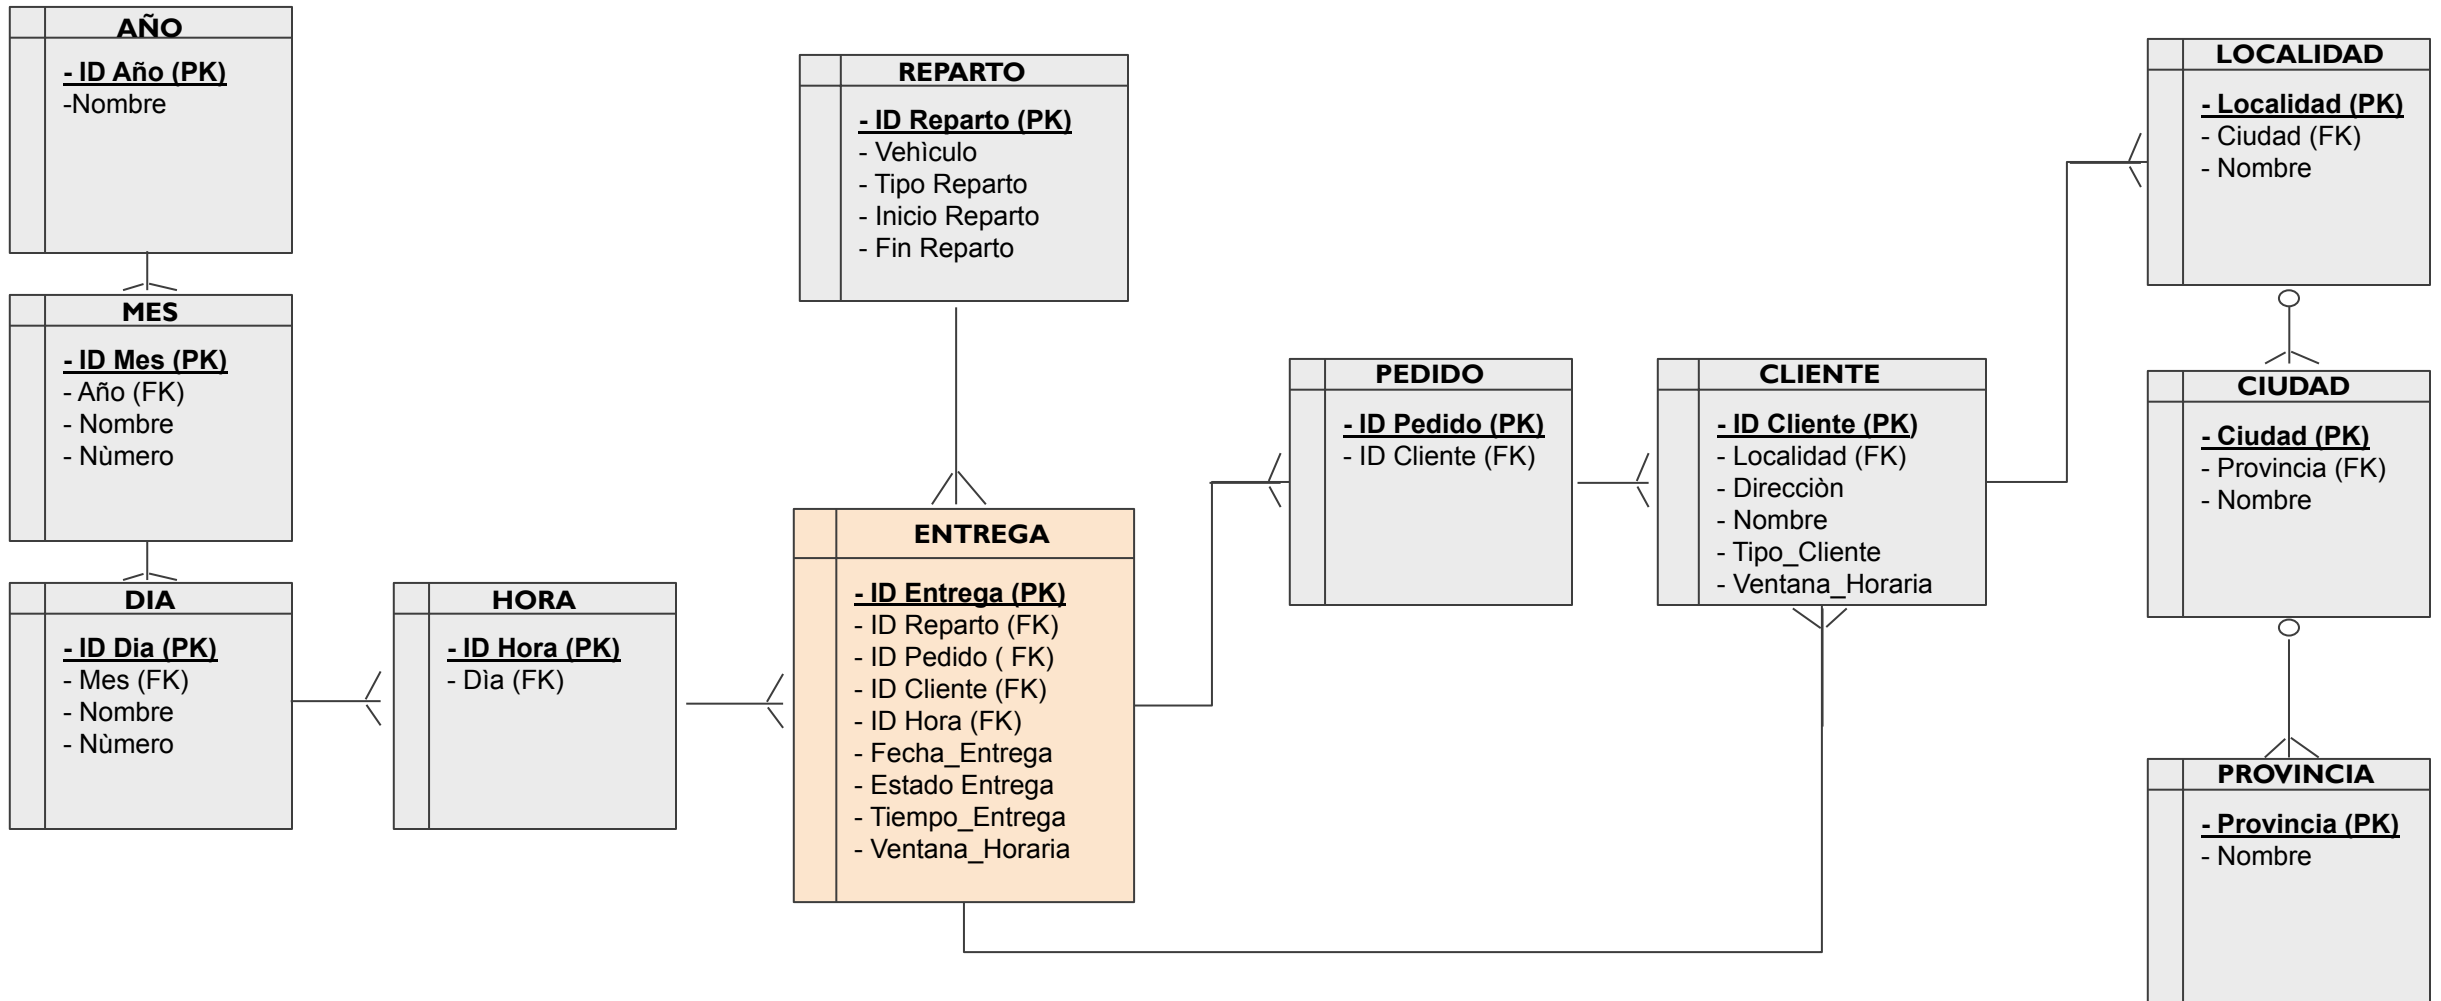 AÑO
- ID Año (PK)
-Nombre
MES
- ID Mes (PK)
- Año (FK)
- Nombre
- Nùmero
DIA
- ID Dia (PK)
- Mes (FK)
- Nombre
- Nùmero
HORA
- ID Hora (PK)
- Dìa (FK)
REPARTO
- ID Reparto (PK)
- Vehìculo
- Tipo Reparto
- Inicio Reparto
- Fin Reparto
ENTREGA
- ID Entrega (PK)
- ID Reparto (FK)
- ID Pedido ( FK)
- ID Cliente (FK)
- ID Hora (FK)
- Fecha_Entrega
- Estado Entrega
- Tiempo_Entrega
- Ventana_Horaria
PEDIDO
- ID Pedido (PK)
- ID Cliente (FK)
CLIENTE
- ID Cliente (PK)
- Localidad (FK)
- Direcciòn
- Nombre
- Tipo_Cliente
- Ventana_Horaria
LOCALIDAD
- Localidad (PK)
- Ciudad (FK)
- Nombre
CIUDAD
- Ciudad (PK)
- Provincia (FK)
- Nombre
PROVINCIA
- Provincia (PK)
- Nombre